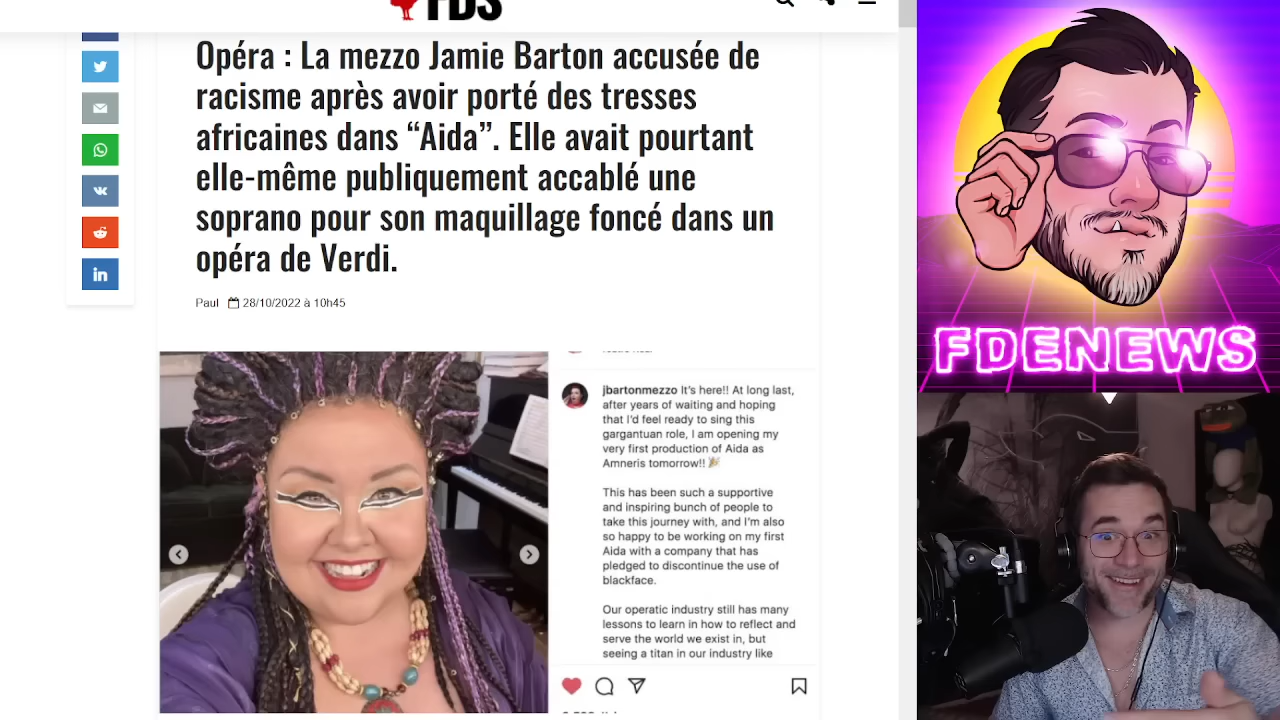 FDS
Opéra : La mezzo Jamie Barton accusée de
racisme après avoir porté des tresses
africaines dans “Aida”. Elle avait pourtant
elle-même publiquement accablé une
soprano pour son maquillage foncé dans un
opéra de Verdi.
Paul 28/10/2022 à 10h45
jbartonmezzo It's here!! At long last,
after years of waiting and hoping
that I'd feel ready to sing this
gargantuan role, I am opening my
very first production of Aida as
Amneris tomorrow!! 🎉
This has been such a supportive
and inspiring bunch of people to
take this journey with, and I'm also
so happy to be working on my first
Aida with a company that has
pledged to discontinue the use of
blackface.
Our operatic industry still has many
lessons to learn in how to reflect and
serve the world we exist in, but
seeing a titan in our industry like
FDENEWS